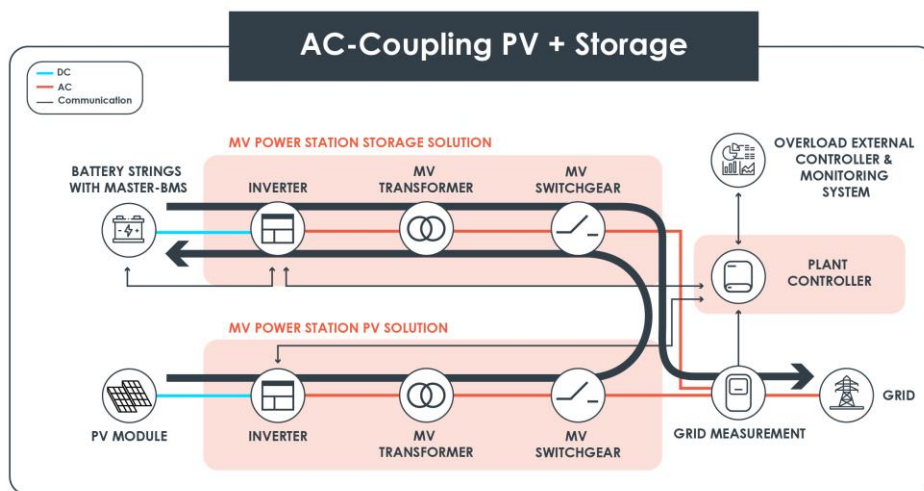 AC-Coupling PV + Storage
DC
AC
Communication
MV POWER STATION STORAGE SOLUTION
BATTERY STRINGS
WITH MASTER-BMS
INVERTER
MV
TRANSFORMER
MV
SWITCHGEAR
OVERLOAD EXTERNAL
CONTROLLER &
MONITORING
SYSTEM
PLANT
CONTROLLER
MV POWER STATION PV SOLUTION
PV MODULE
INVERTER
MV
TRANSFORMER
MV
SWITCHGEAR
GRID MEASUREMENT
GRID